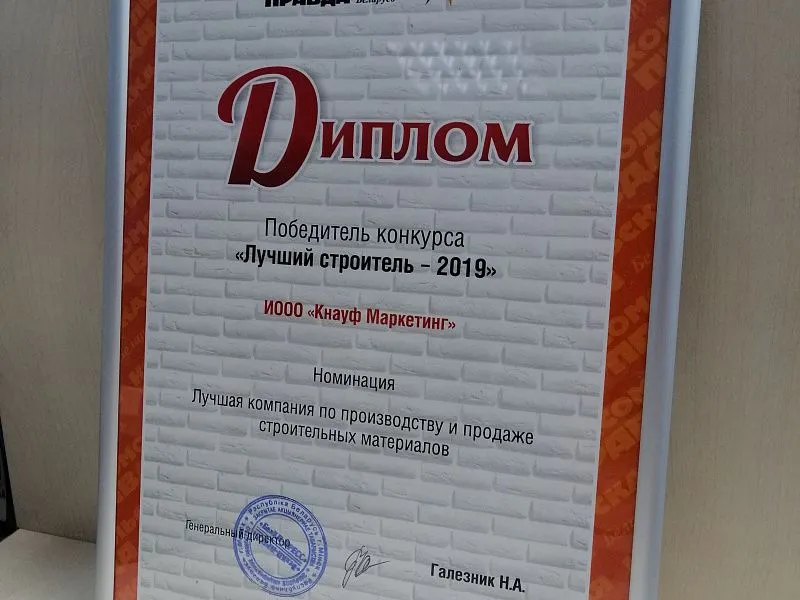 ПРАВДА
Диплом
Победитель конкурса
«Лучший строитель - 2019»
ИООО «Кнауф Маркетинг»
Номинация
Лучшая компания по производству и продаже
строительных материалов
Генеральный директор
Галезник Н.А.